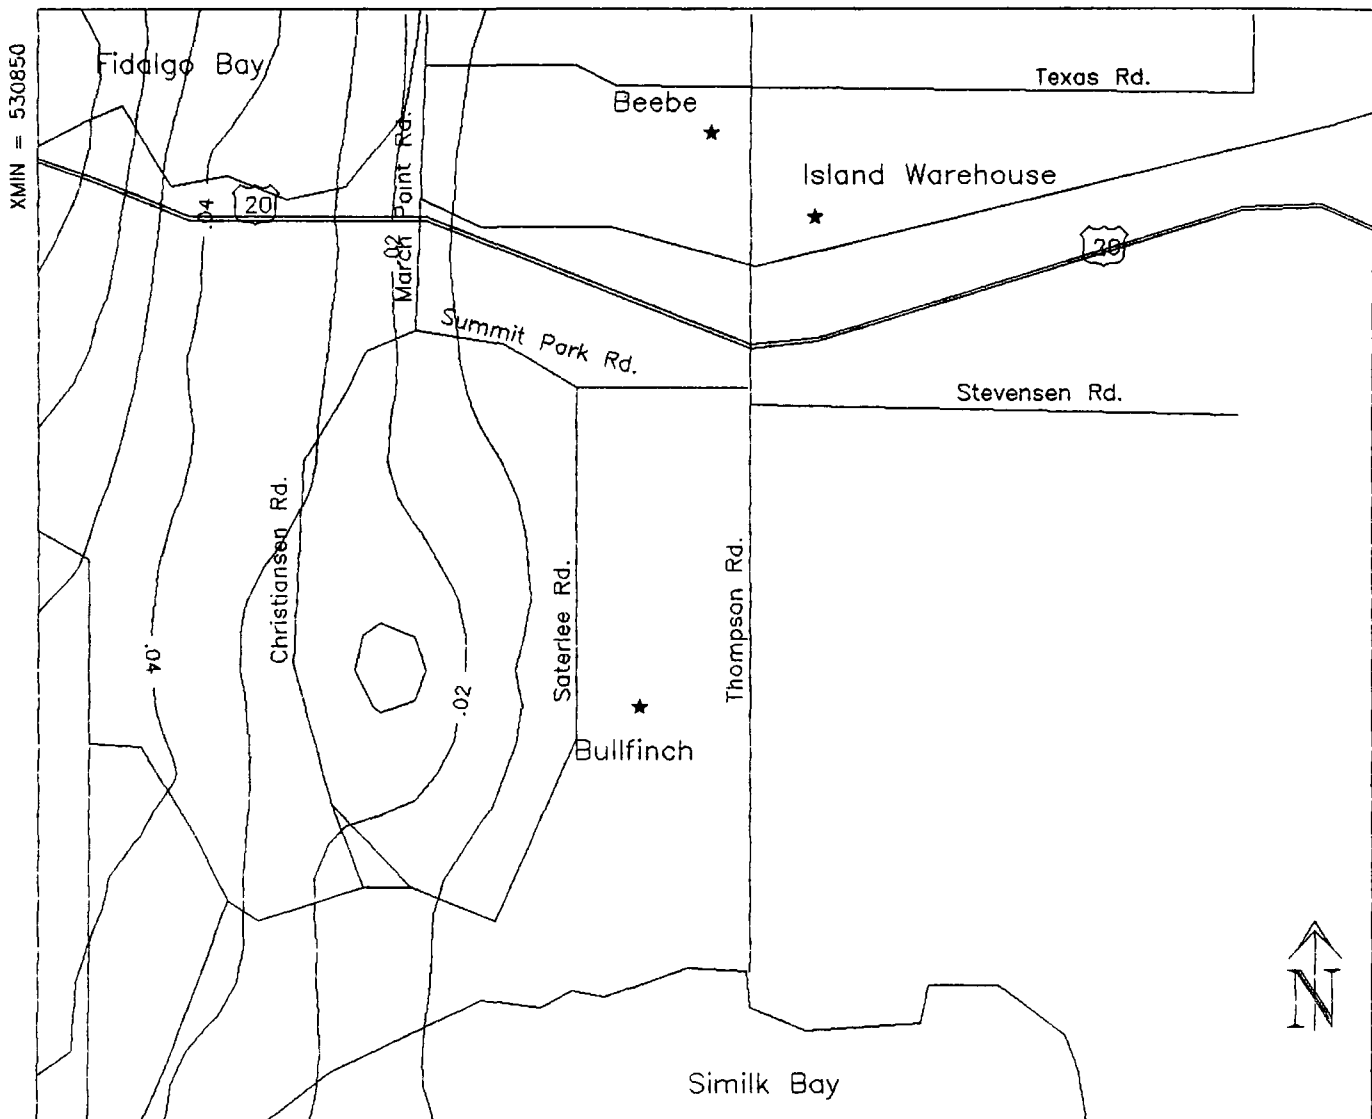 XMIN = 530850
Fidalgo Bay
Texas Rd.
Beebe
March Point Rd.
Island Warehouse
20
.04
.02
20
Summit Park Rd.
Stevensen Rd.
Christiansen Rd.
Saterlee Rd.
Thompson Rd.
.04
.02
Bullfinch
N
Similk Bay